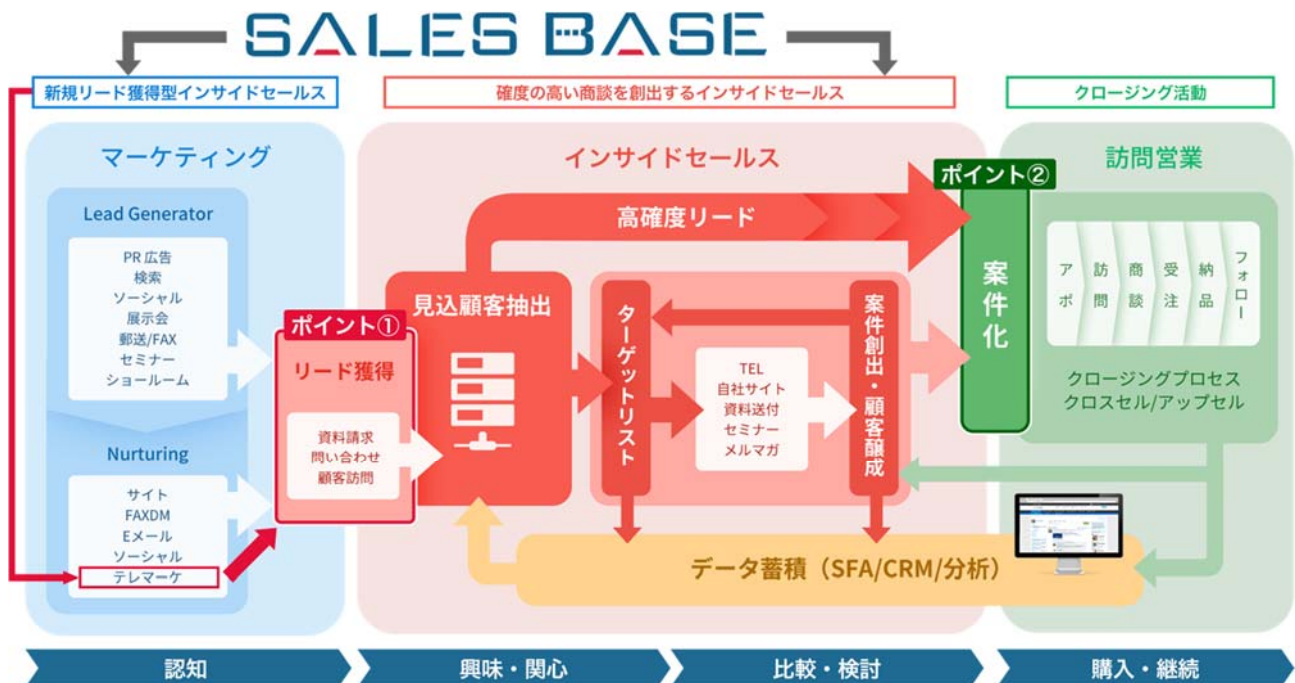 SALES BASE
新規リード獲得型インサイドセールス
確度の高い商談を創出するインサイドセールス
クロージング活動
マーケティング
Lead Generator
PR 広告
検索
ソーシャル
展示会
郵送/FAX
セミナー
ショールーム
Nurturing
サイト
FAXDM
Eメール
ソーシャル
テレマーケ
ポイント①
リード獲得
資料請求
問い合わせ
顧客訪問
インサイドセールス
高確度リード
見込顧客抽出
ターゲットリスト
TEL
自社サイト
資料送付
セミナー
メルマガ
案件創出・顧客醸成
ポイント②
案件化
訪問営業
アポ
訪問
商談
受注
納品
フォロー
クロージングプロセス
クロスセル/アップセル
データ蓄積（SFA/CRM/分析）
認知
興味・関心
比較・検討
購入・継続